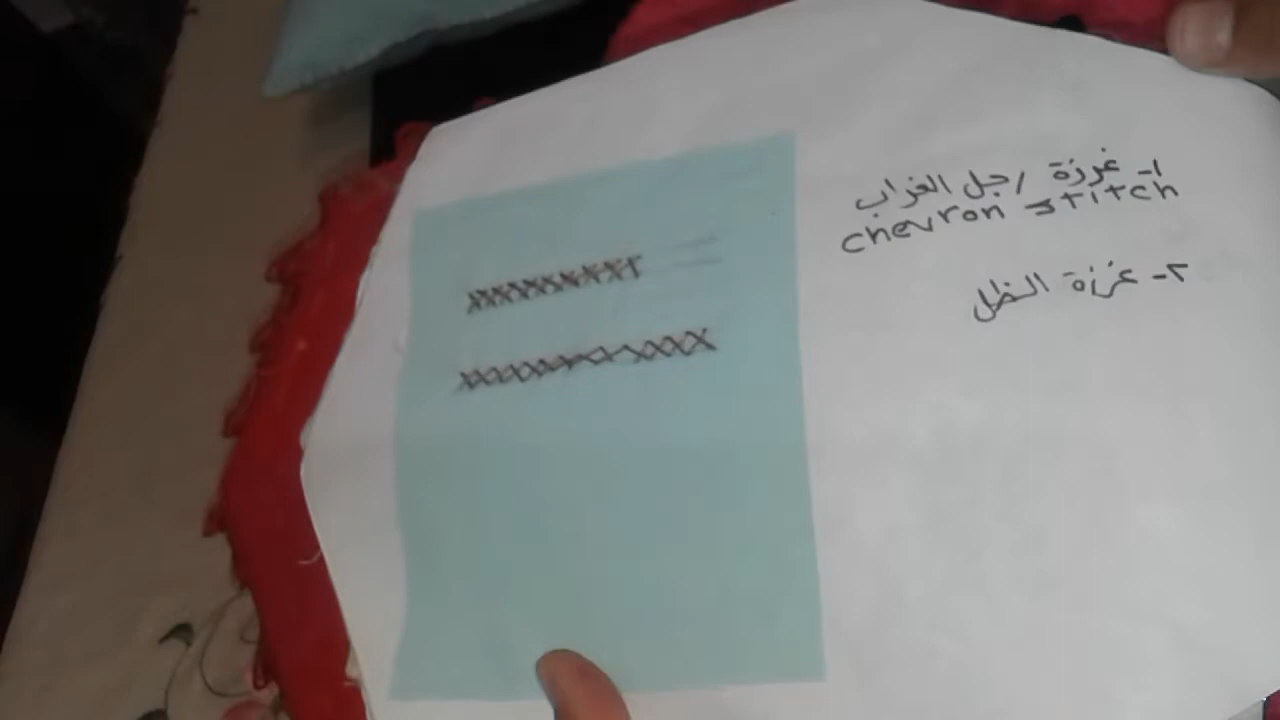 ١- غرزة رجل الغراب
chevron stitch
٢- غرزة الظل